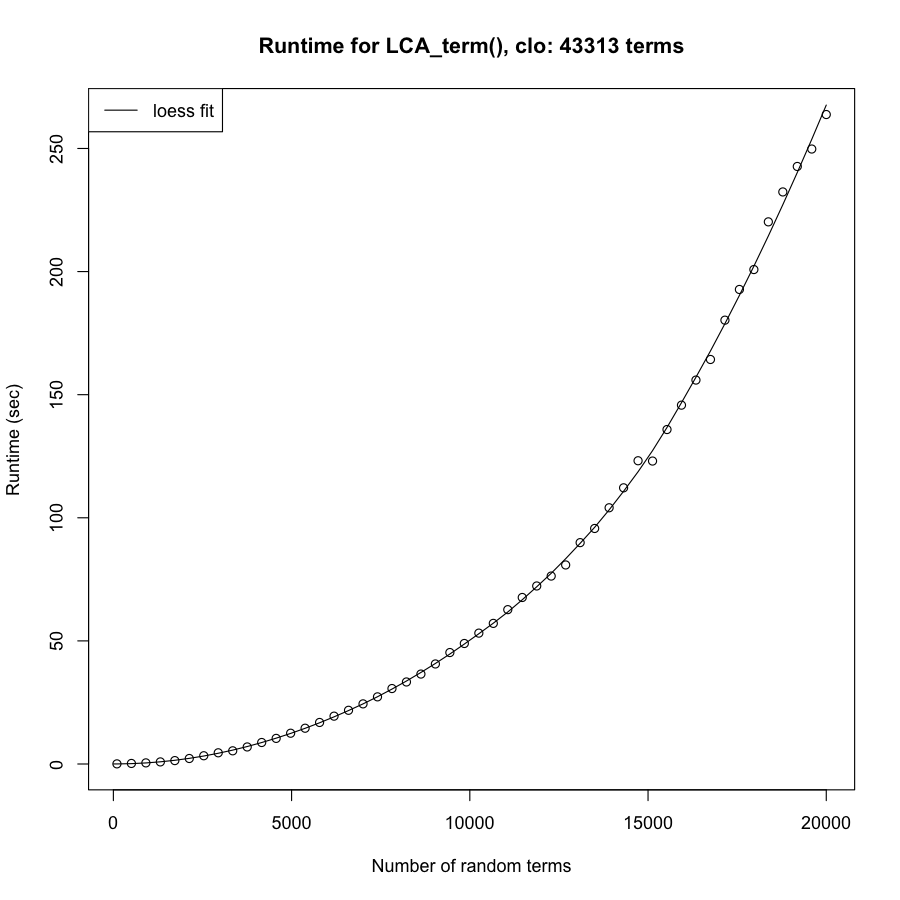 Runtime for LCA_term(), clo: 43313 terms
loess fit
Runtime (sec)
250
200
150
100
50
0
0 5000 10000 15000 20000
Number of random terms